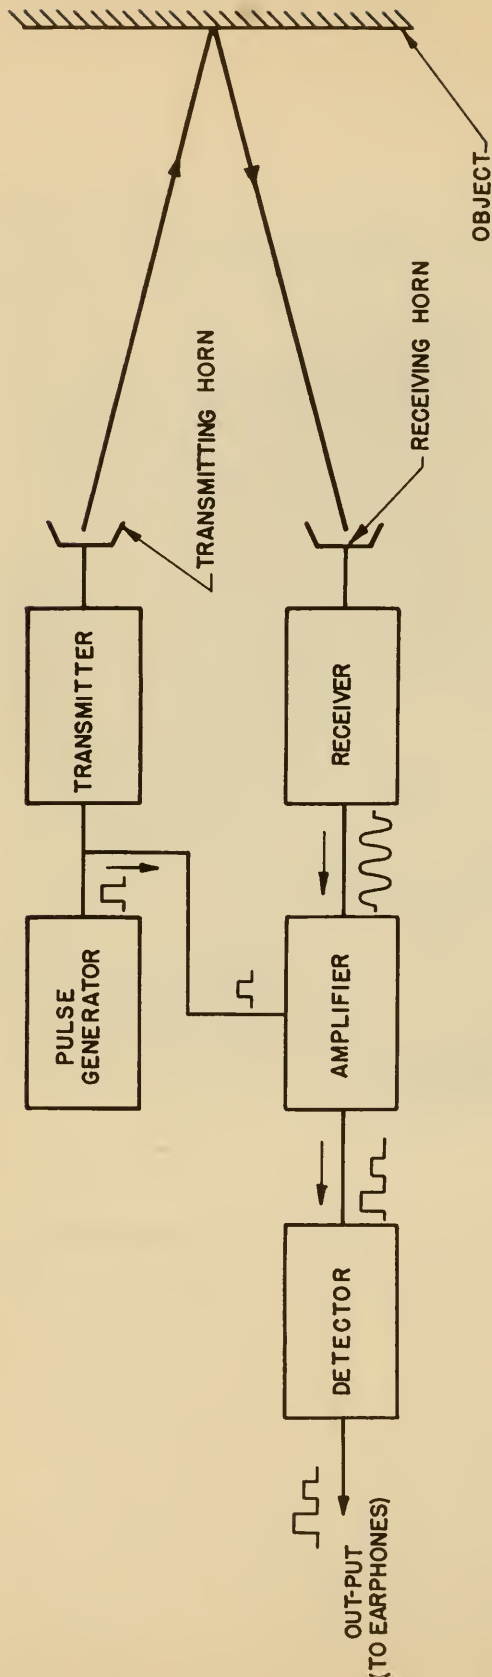 OBJECT
TRANSMITTING HORN
RECEIVING HORN
TRANSMITTER
RECEIVER
PULSE
GENERATOR
AMPLIFIER
DETECTOR
OUT-PUT
(TO EARPHONES)